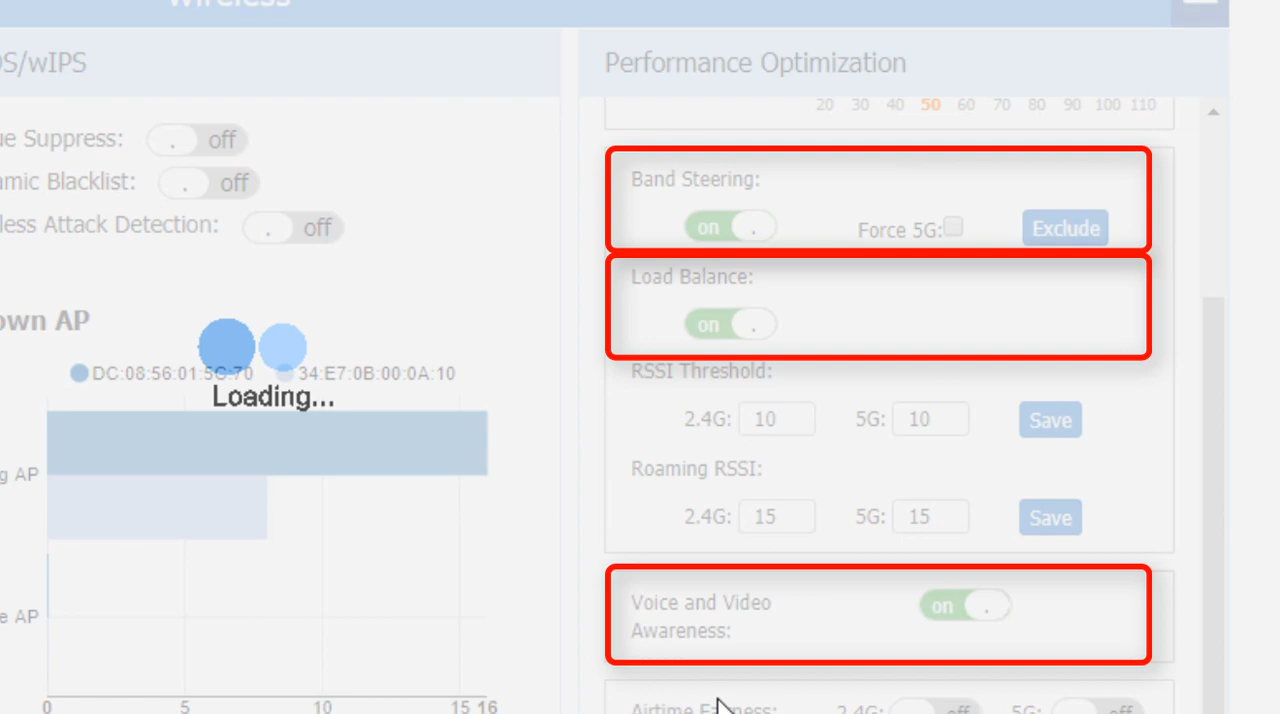 Wireless
OS/wIPS
Performance Optimization
20 30 40 50 60 70 80 90 100 110
ue Suppress: off
amic Blacklist: off
less Attack Detection: off
Band Steering:
on Force 5G: Exclude
Load Balance:
on
own AP
DC:08:56:01:5C:70 34:E7:0B:00:0A:10
Loading...
RSSI Threshold:
2.4G: 10 5G: 10 Save
g AP
Roaming RSSI:
2.4G: 15 5G: 15 Save
e AP
Voice and Video
Awareness: on
0 5 10 15 16
Airtime Fairness: 2.4G: off 5G: off